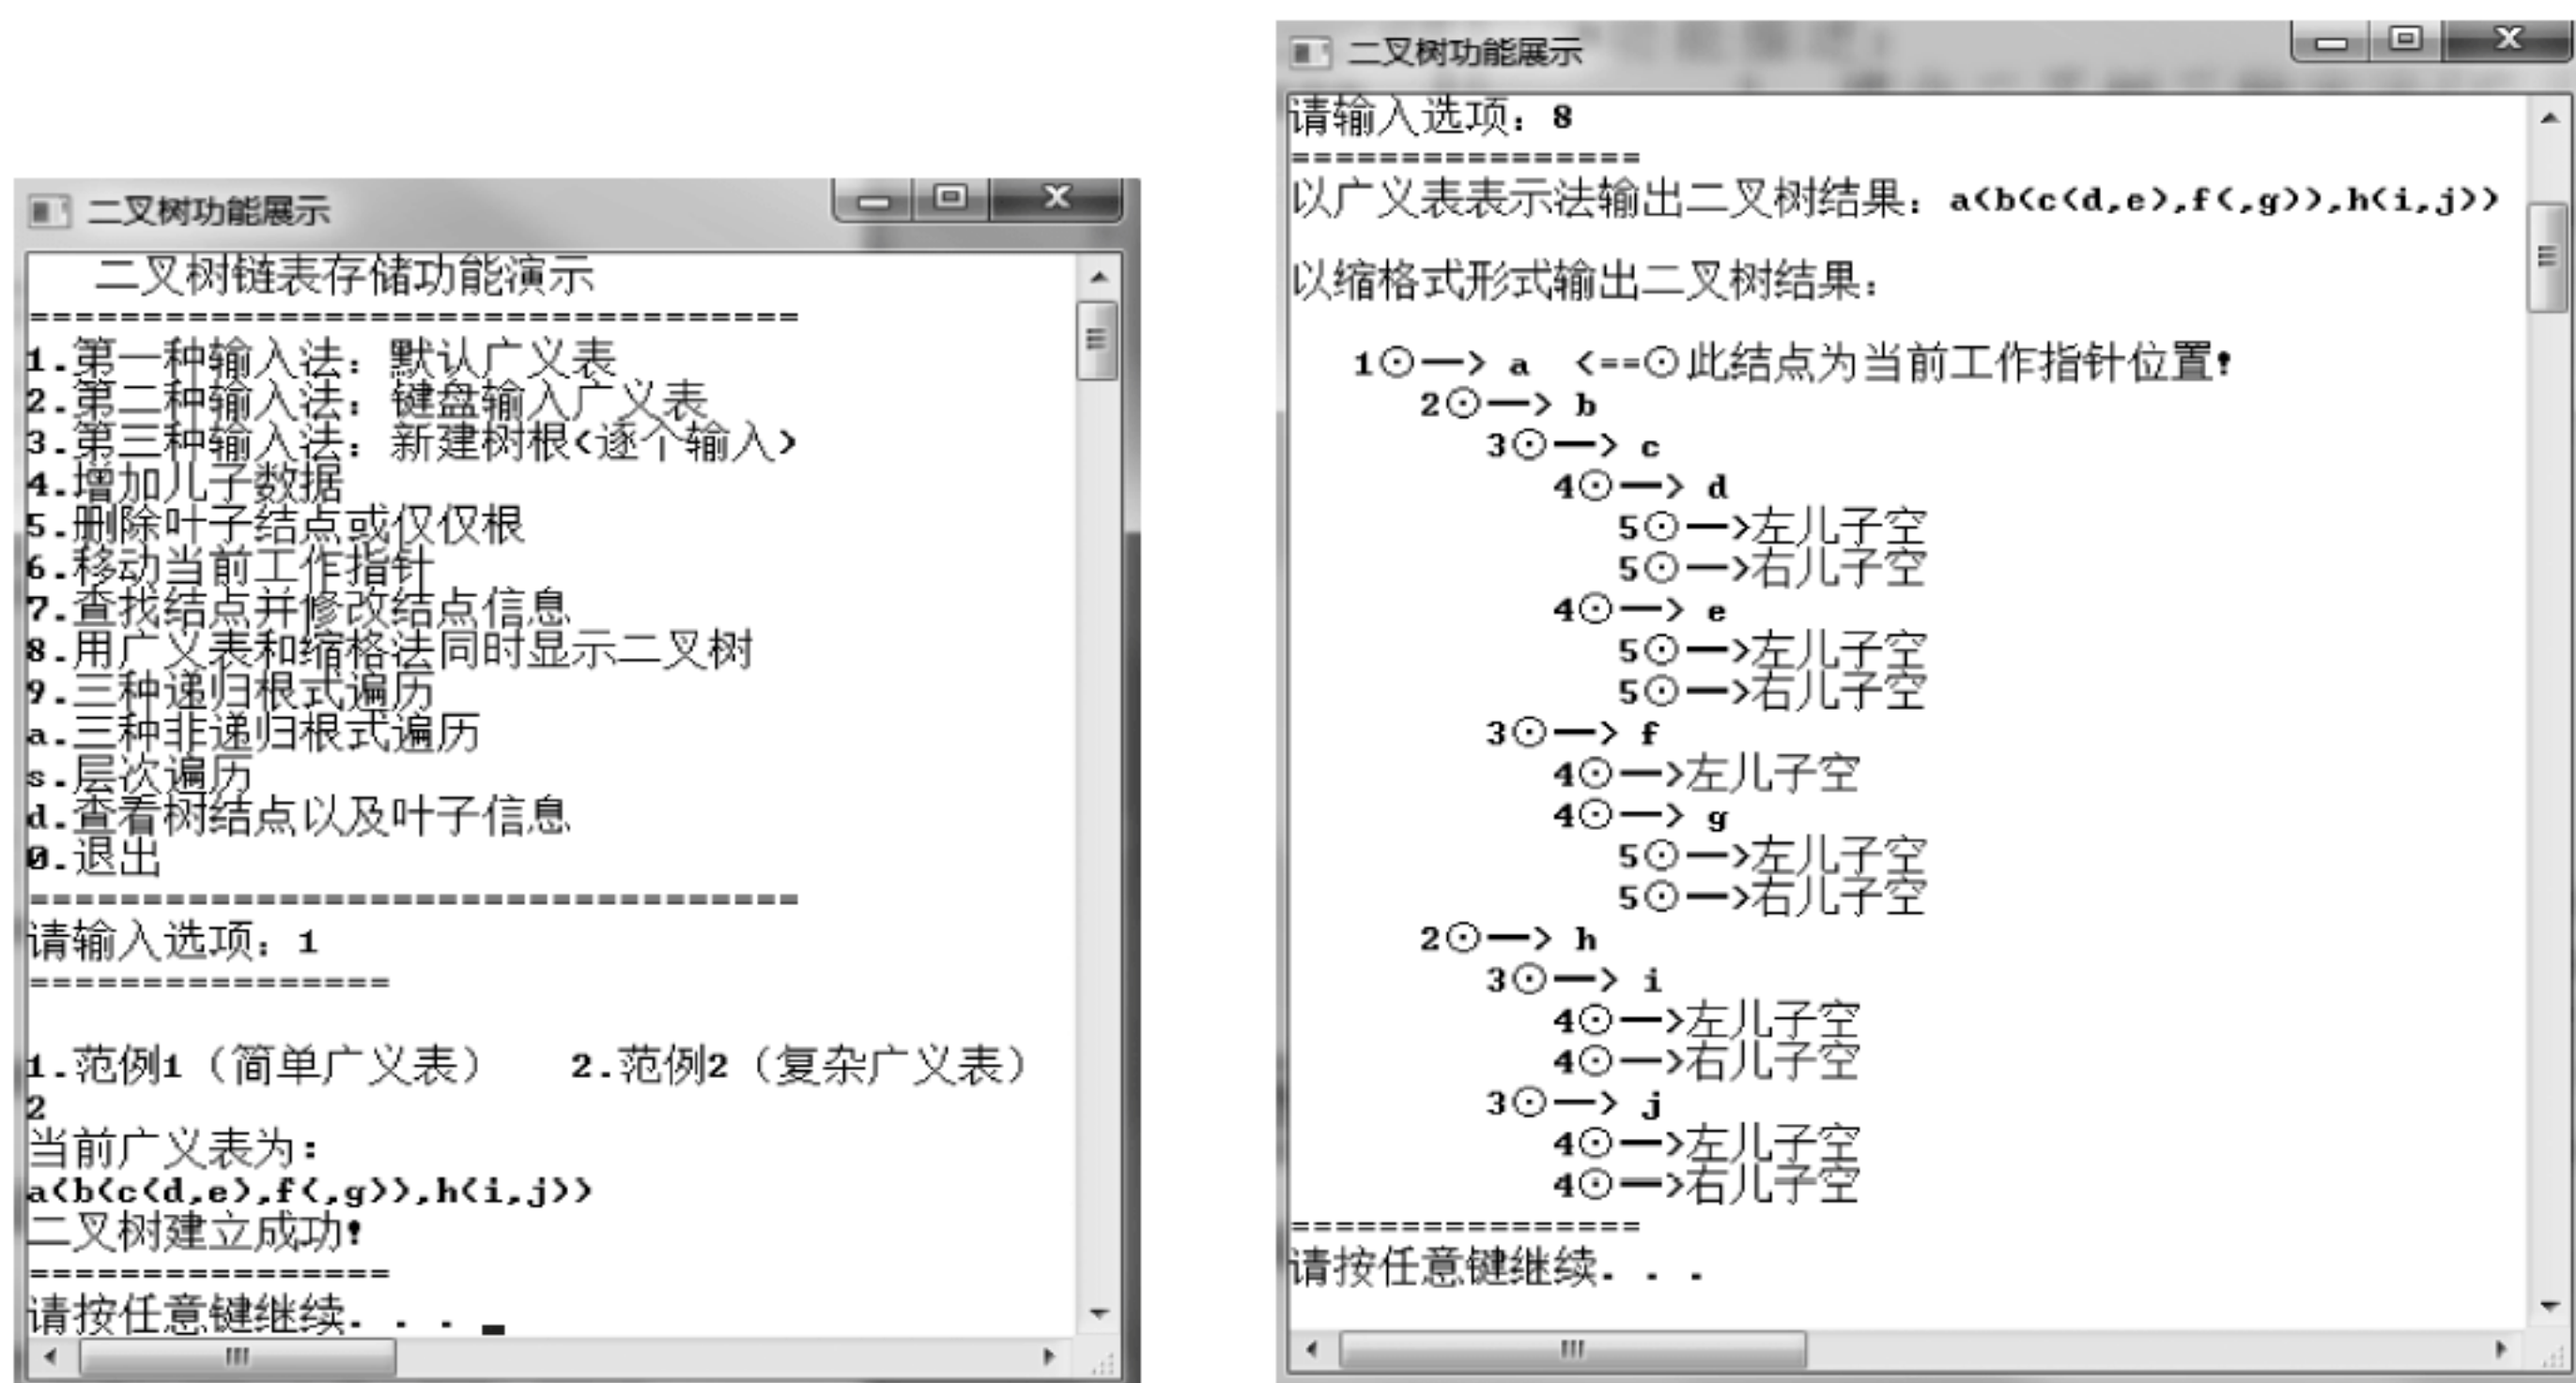 二叉树功能展示
二叉树链表存储功能演示
==================================
1.第一种输入法：默认广义表
2.第二种输入法：键盘输入广义表
3.第三种输入法：新建树根<逐个输入>
4.增加儿子数据
5.删除叶子结点或仅仅根
6.移动当前工作指针
7.查找结点并修改结点信息
8.用广义表和缩格法同时显示二叉树
9.三种递归根式遍历
a.三种非递归根式遍历
s.层次遍历
d.查看树结点以及叶子信息
0.退出
==================================
请输入选项：1
================
1.范例1（简单广义表）  2.范例2（复杂广义表）
2
当前广义表为：
a(b(c(d,e),f(,g)),h(i,j))
二叉树建立成功！
================
请按任意键继续. . .
二叉树功能展示
请输入选项：8
================
以广义表表示法输出二叉树结果：a(b(c(d,e),f(,g)),h(i,j))
以缩格式形式输出二叉树结果：
1⊙—> a <==⊙此结点为当前工作指针位置！
2⊙—> b
3⊙—> c
4⊙—> d
5⊙—>左儿子空
5⊙—>右儿子空
4⊙—> e
5⊙—>左儿子空
5⊙—>右儿子空
3⊙—> f
4⊙—>左儿子空
4⊙—> g
5⊙—>左儿子空
5⊙—>右儿子空
2⊙—> h
3⊙—> i
4⊙—>左儿子空
4⊙—>右儿子空
3⊙—> j
4⊙—>左儿子空
4⊙—>右儿子空
================
请按任意键继续. . .